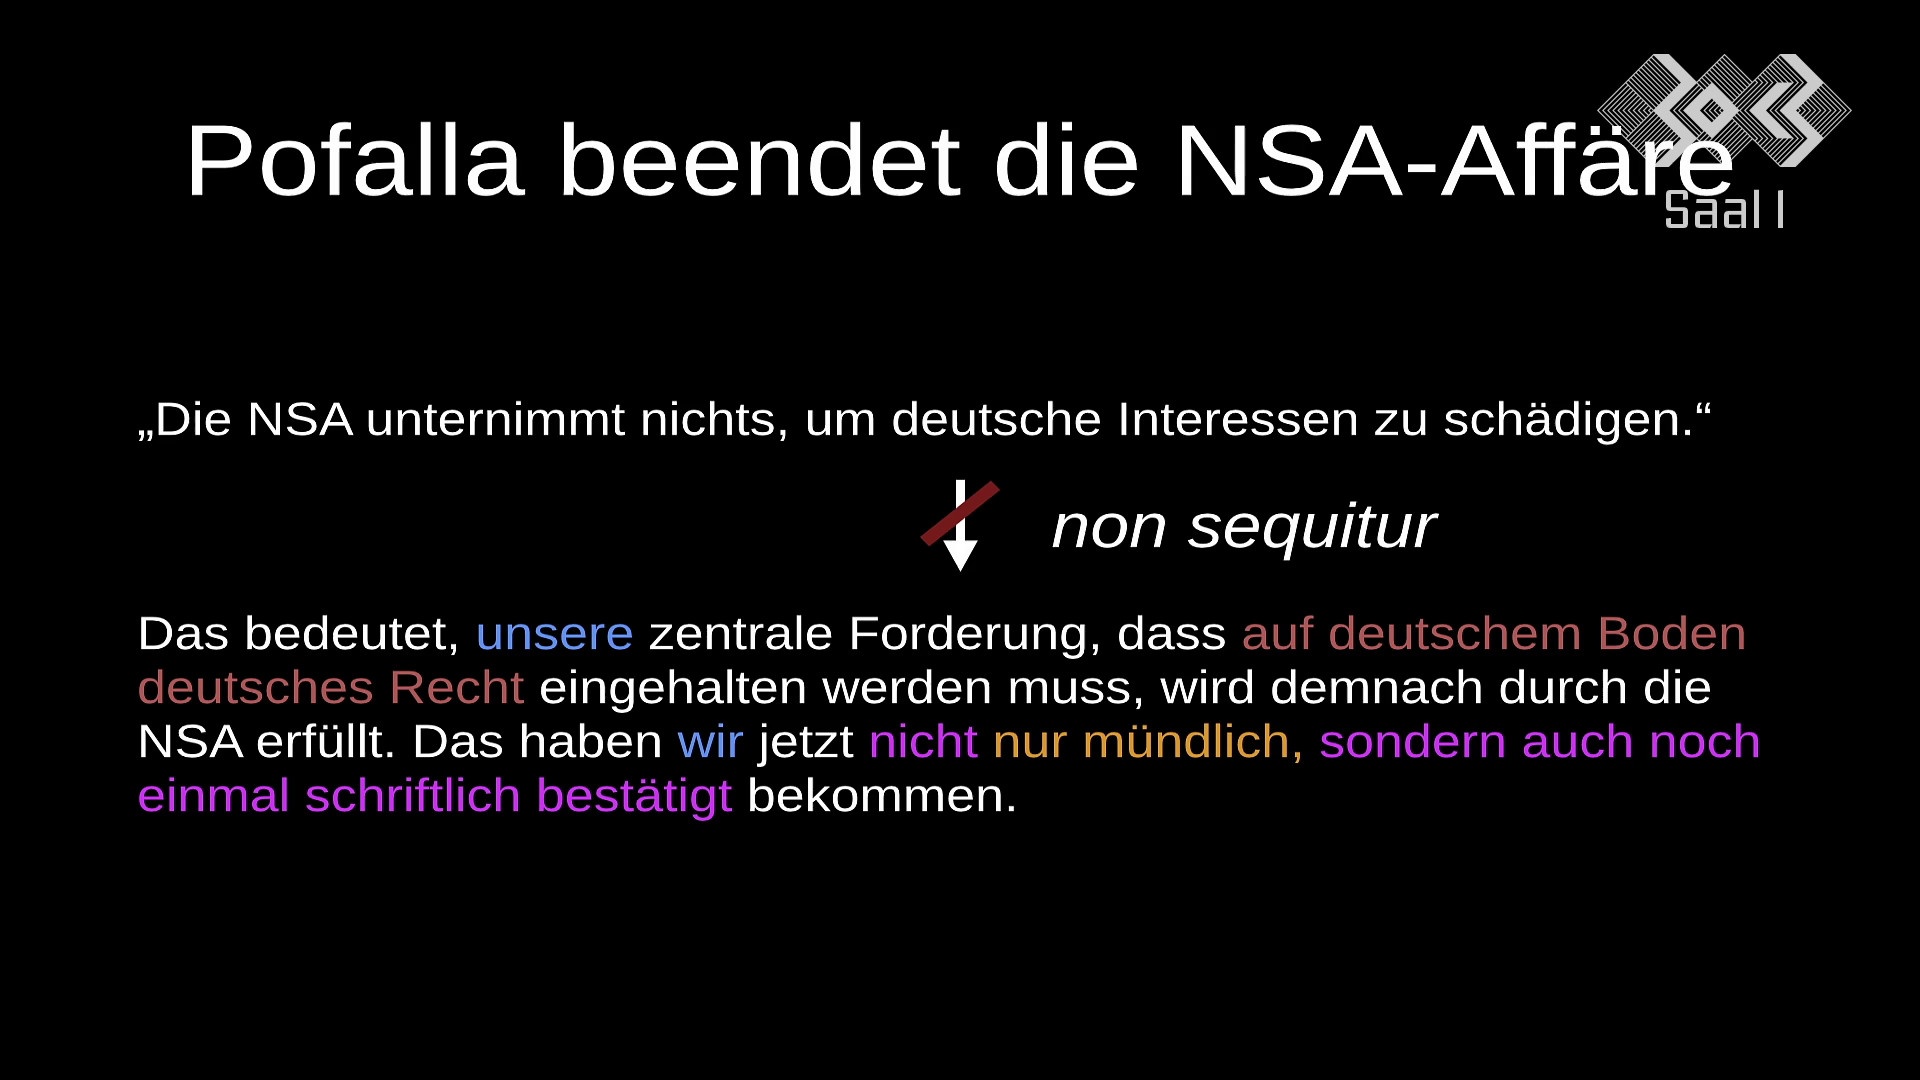 Pofalla beendet die NSA-Affäre
Saal 1
„Die NSA unternimmt nichts, um deutsche Interessen zu schädigen.“
non sequitur
Das bedeutet, unsere zentrale Forderung, dass auf deutschem Boden
deutsches Recht eingehalten werden muss, wird demnach durch die
NSA erfüllt. Das haben wir jetzt nicht nur mündlich, sondern auch noch
einmal schriftlich bestätigt bekommen.